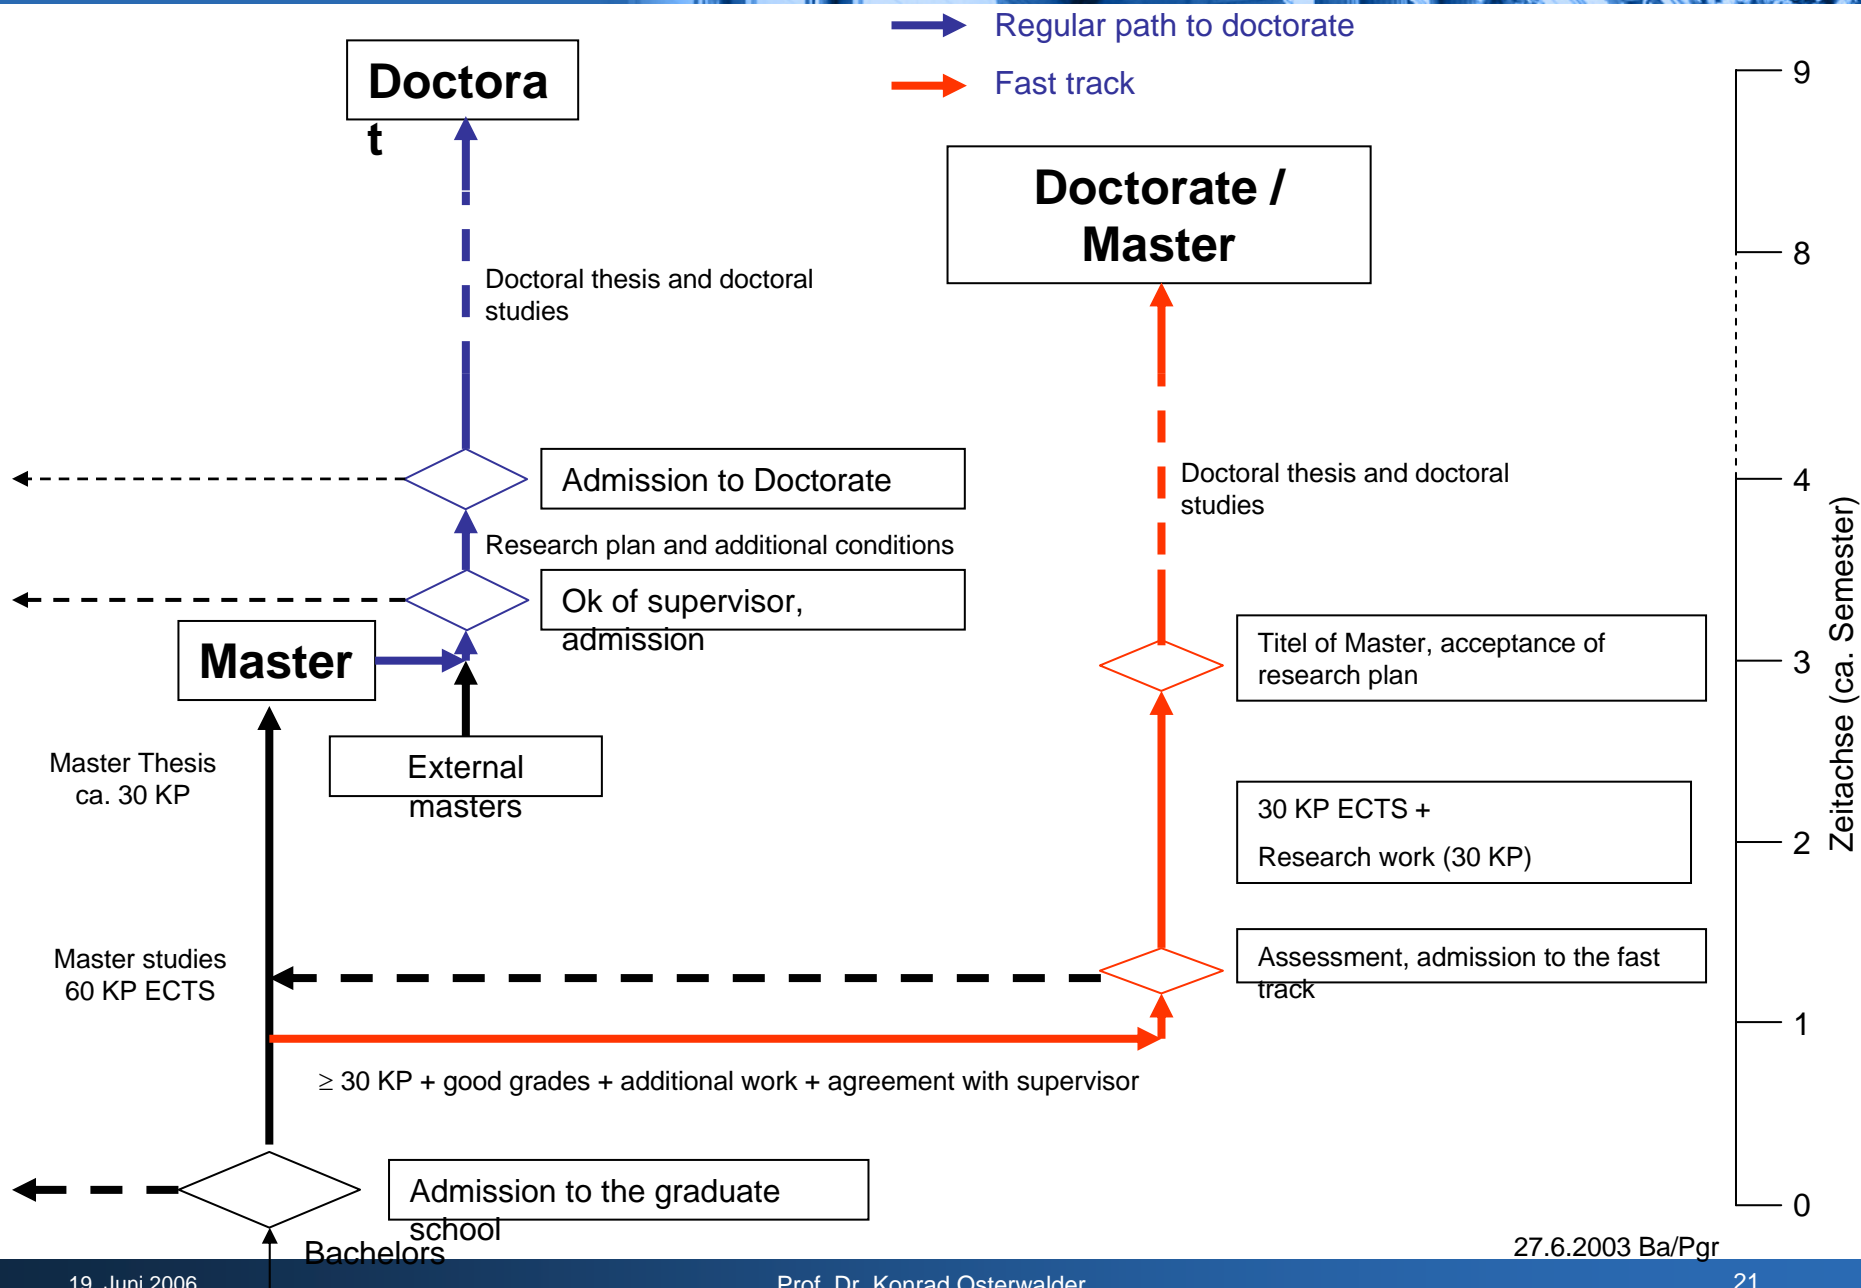 Regular path to doctorate
Fast track
Doctora
t
Doctorate /
Master
Doctoral thesis and doctoral
studies
Admission to Doctorate
Research plan and additional conditions
Ok of supervisor,
admission
Master
External
masters
Master Thesis
ca. 30 KP
Master studies
60 KP ECTS
Doctoral thesis and doctoral
studies
Titel of Master, acceptance of
research plan
30 KP ECTS +
Research work (30 KP)
Assessment, admission to the fast
track
≥ 30 KP + good grades + additional work + agreement with supervisor
Admission to the graduate
school
Bachelors
9
8
4
3
2
1
0
Zeitachse (ca. Semester)
27.6.2003 Ba/Pgr
19. Juni 2006
Prof. Dr. Konrad Osterwalder
21